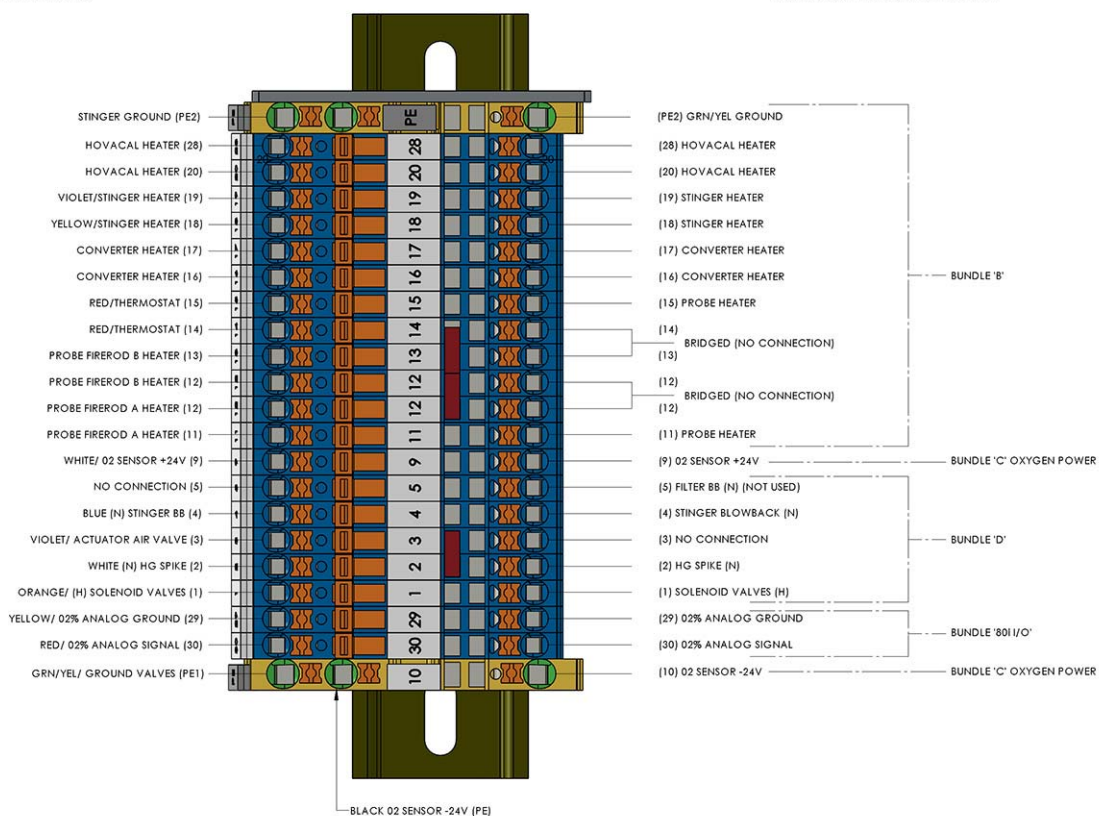 STINGER GROUND (PE2)
HOVACAL HEATER (28)
HOVACAL HEATER (20)
VIOLET/STINGER HEATER (19)
YELLOW/STINGER HEATER (18)
CONVERTER HEATER (17)
CONVERTER HEATER (16)
RED/THERMOSTAT (15)
RED/THERMOSTAT (14)
PROBE FIREROD B HEATER (13)
PROBE FIREROD B HEATER (12)
PROBE FIREROD A HEATER (12)
PROBE FIREROD A HEATER (11)
WHITE/ 02 SENSOR +24V (9)
NO CONNECTION (5)
BLUE (N) STINGER BB (4)
VIOLET/ ACTUATOR AIR VALVE (3)
WHITE (N) HG SPIKE (2)
ORANGE/ (H) SOLENOID VALVES (1)
YELLOW/ 02% ANALOG GROUND (29)
RED/ 02% ANALOG SIGNAL (30)
GRN/YEL/ GROUND VALVES (PE1)
PE
28
20
19
18
17
16
15
14
13
12
12
11
9
5
4
3
2
1
29
30
10
20
20
(PE2) GRN/YEL GROUND
(28) HOVACAL HEATER
(20) HOVACAL HEATER
(19) STINGER HEATER
(18) STINGER HEATER
(17) CONVERTER HEATER
(16) CONVERTER HEATER
(15) PROBE HEATER
(14)
BRIDGED (NO CONNECTION)
(13)
(12)
BRIDGED (NO CONNECTION)
(12)
(11) PROBE HEATER
(9) 02 SENSOR +24V
(5) FILTER BB (N) (NOT USED)
(4) STINGER BLOWBACK (N)
(3) NO CONNECTION
(2) HG SPIKE (N)
(1) SOLENOID VALVES (H)
(29) 02% ANALOG GROUND
(30) 02% ANALOG SIGNAL
(10) 02 SENSOR -24V
BUNDLE 'B'
BUNDLE 'C' OXYGEN POWER
BUNDLE 'D'
BUNDLE '80I I/O'
BUNDLE 'C' OXYGEN POWER
BLACK 02 SENSOR -24V (PE)